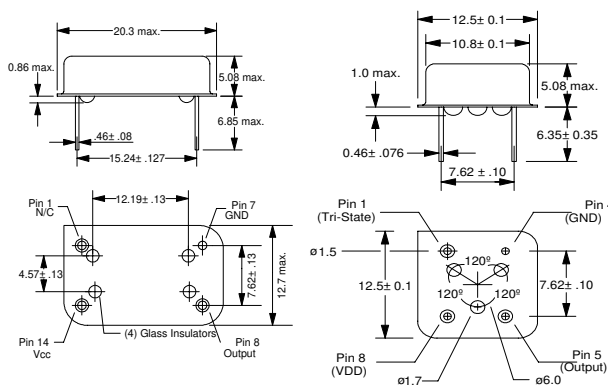 20.3 max.
0.86 max.
5.08 max.
6.85 max.
.46± .08
15.24± .127
12.5± 0.1
10.8± 0.1
1.0 max.
5.08 max.
6.35± 0.35
0.46± .076
7.62 ± .10
Pin 1
N/C
12.19± .13
Pin 7
GND
4.57± .13
7.62± .13
12.7 max.
Pin 14
Vcc
(4) Glass Insulators
Pin 8
Output
Pin 1
(Tri-State)
Pin
(GND)
ø1.5
120º
12.5± 0.1
120º
120º
7.62± .10
Pin 8
(VDD)
ø1.7
ø6.0
Pin 5
(Output)